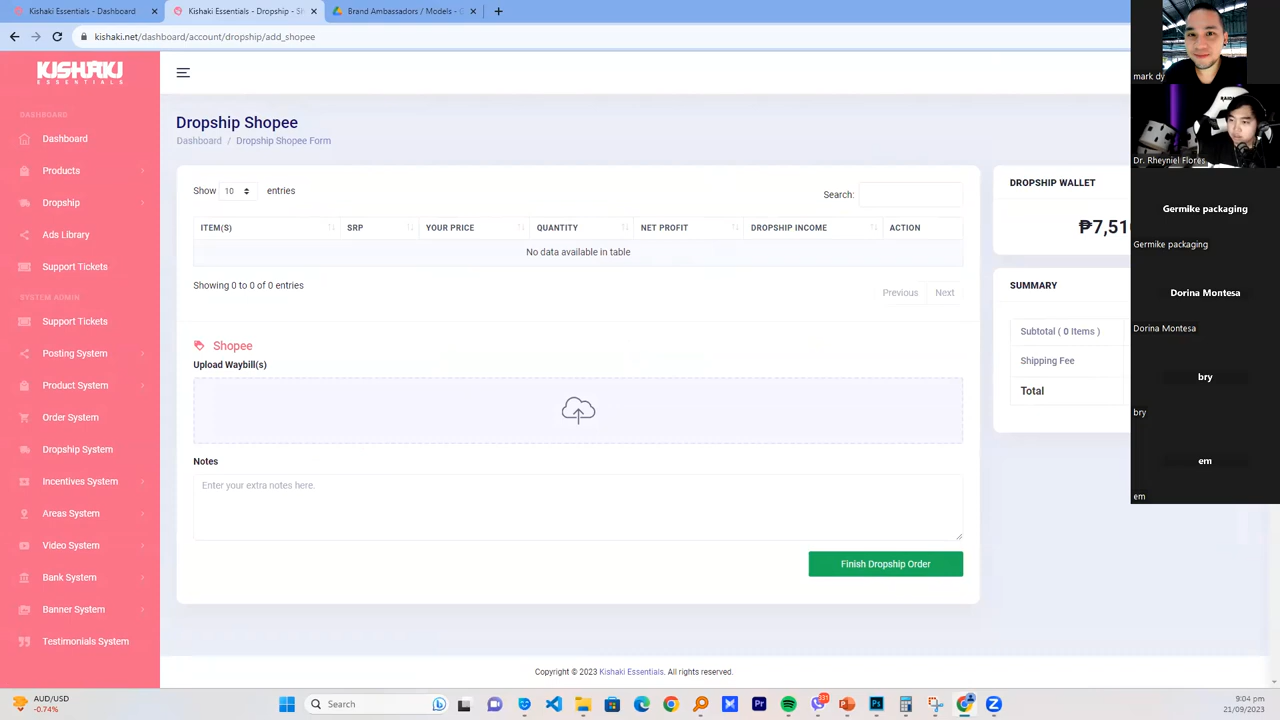 Kishaki Essentials
Kishaki Essentials - Dropship - Sh
Brand Ambassadors / Models - G
kishaki.net/dashboard/account/dropship/add_shopee
KISHAKI
ESSENTIALS
DASHBOARD
Dashboard
Products
Dropship
Ads Library
Support Tickets
SYSTEM ADMIN
Support Tickets
Posting System
Product System
Order System
Dropship System
Incentives System
Areas System
Video System
Bank System
Banner System
Testimonials System
Dropship Shopee
Dashboard / Dropship Shopee Form
Show 10 entries
Search:
ITEM(S) SRP YOUR PRICE QUANTITY NET PROFIT DROPSHIP INCOME ACTION
No data available in table
Showing 0 to 0 of 0 entries
Previous Next
Shopee
Upload Waybill(s)
Notes
Enter your extra notes here.
Finish Dropship Order
DROPSHIP WALLET
₱7,51
SUMMARY
Subtotal ( 0 Items )
Shipping Fee
Total
Copyright © 2023 Kishaki Essentials. All rights reserved.
mark dy
Dr. Rheyniel Flores
Germike packaging
Germike packaging
Dorina Montesa
Dorina Montesa
bry
bry
em
em
AUD/USD
-0.74%
Search
9:04 pm
21/09/2023